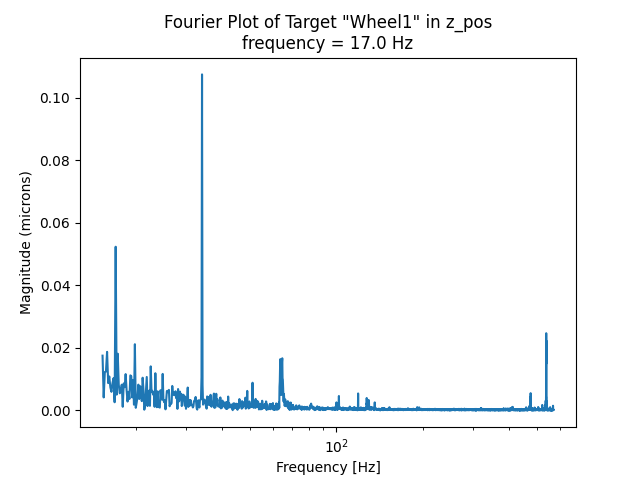 Fourier Plot of Target "Wheel1" in z_pos
frequency = 17.0 Hz
Magnitude (microns)
0.10
0.08
0.06
0.04
0.02
0.00
10²
Frequency [Hz]